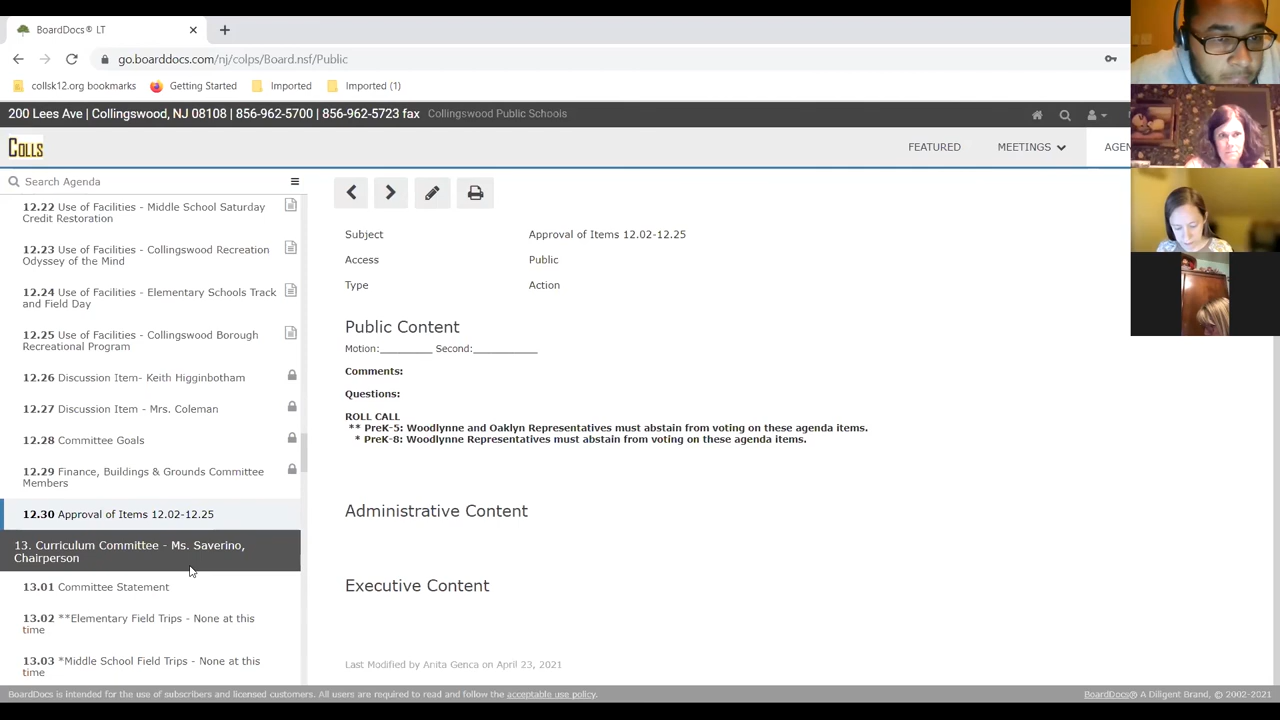 BoardDocs® LT
go.boarddocs.com/nj/colps/Board.nsf/Public
collsk12.org bookmarks
Getting Started
Imported
Imported (1)
200 Lees Ave | Collingswood, NJ 08108 | 856-962-5700 | 856-962-5723 fax
Collingswood Public Schools
COLLS
FEATURED
MEETINGS
AGEN
Search Agenda
12.22 Use of Facilities - Middle School Saturday
Credit Restoration
12.23 Use of Facilities - Collingswood Recreation
Odyssey of the Mind
12.24 Use of Facilities - Elementary Schools Track
and Field Day
12.25 Use of Facilities - Collingswood Borough
Recreational Program
12.26 Discussion Item- Keith Higginbotham
12.27 Discussion Item - Mrs. Coleman
12.28 Committee Goals
12.29 Finance, Buildings & Grounds Committee
Members
12.30 Approval of Items 12.02-12.25
13. Curriculum Committee - Ms. Saverino,
Chairperson
13.01 Committee Statement
13.02 **Elementary Field Trips - None at this
time
13.03 *Middle School Field Trips - None at this
time
Subject Approval of Items 12.02-12.25
Access Public
Type Action
Public Content
Motion:_________ Second:___________
Comments:
Questions:
ROLL CALL
** PreK-5: Woodlynne and Oaklyn Representatives must abstain from voting on these agenda items.
* PreK-8: Woodlynne Representatives must abstain from voting on these agenda items.
Administrative Content
Executive Content
Last Modified by Anita Genca on April 23, 2021
BoardDocs is intended for the use of subscribers and licensed customers. All users are required to read and follow the acceptable use policy.
BoardDocs® A Diligent Brand, © 2002-2021